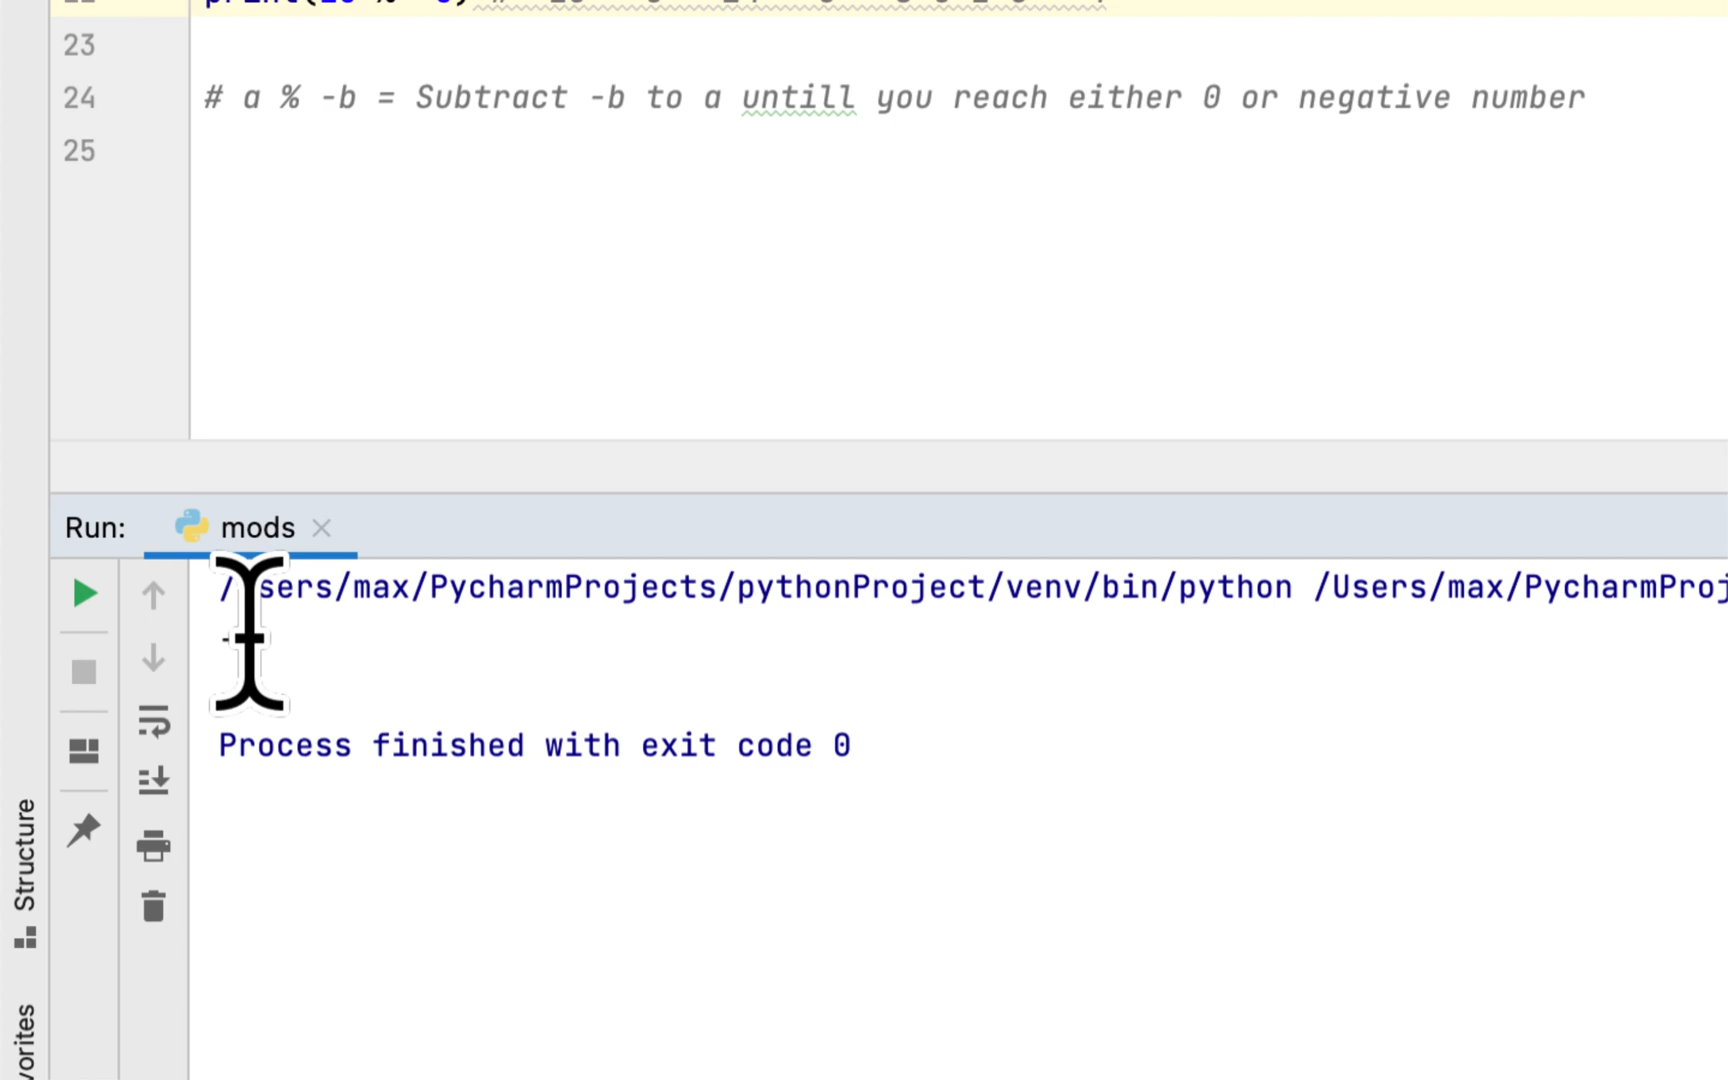 23
24 # a % -b = Subtract -b to a untill you reach either 0 or negative number
25
Run: mods
sers/max/PycharmProjects/pythonProject/venv/bin/python /Users/max/PycharmProj
Process finished with exit code 0
Structure
vorites